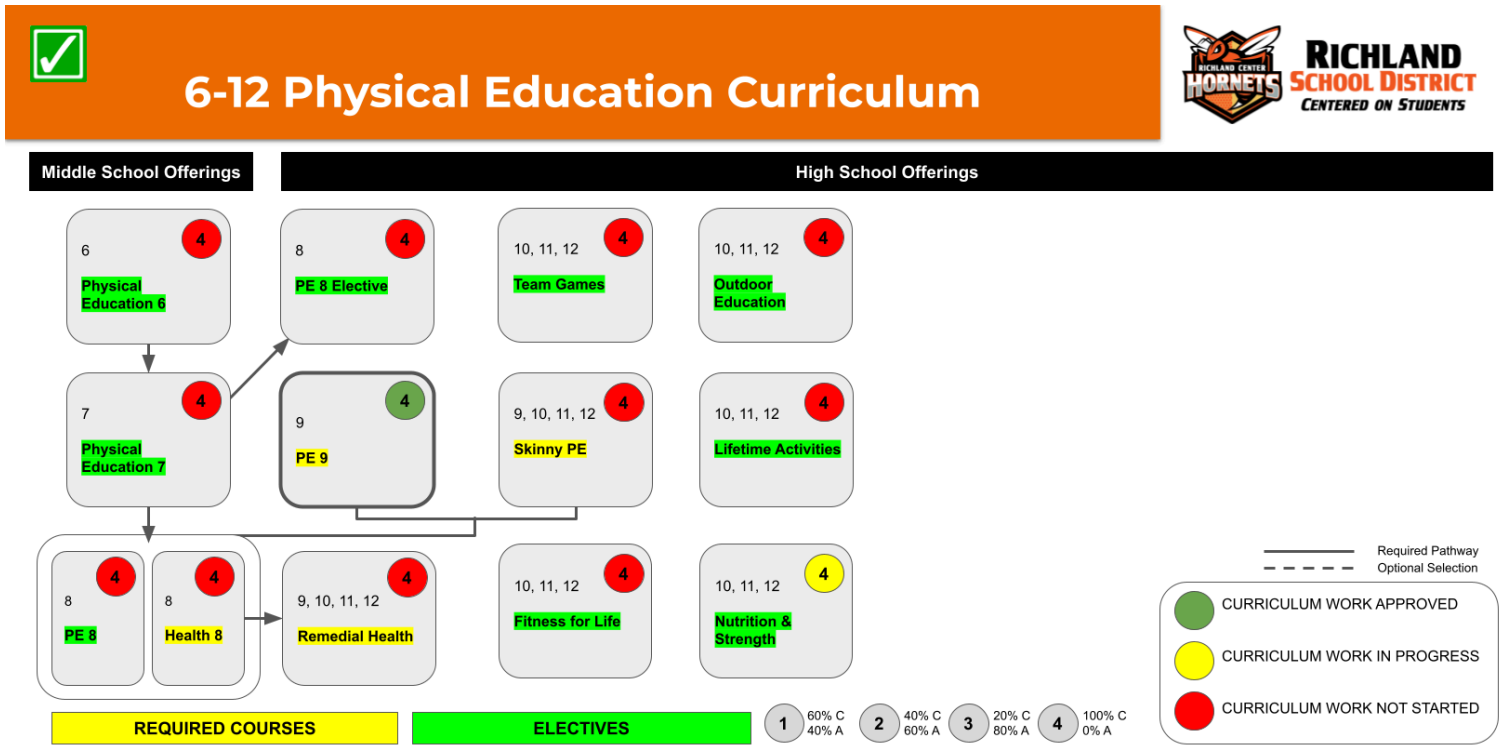 6-12 Physical Education Curriculum
RICHLAND CENTER
HORNETS
RICHLAND
SCHOOL DISTRICT
CENTERED ON STUDENTS
Middle School Offerings
High School Offerings
6
4
Physical
Education 6
8
4
PE 8 Elective
10, 11, 12
4
Team Games
10, 11, 12
4
Outdoor
Education
7
4
Physical
Education 7
9
4
PE 9
9, 10, 11, 12
4
Skinny PE
10, 11, 12
4
Lifetime Activities
8
4
PE 8
8
4
Health 8
9, 10, 11, 12
4
Remedial Health
10, 11, 12
4
Fitness for Life
10, 11, 12
4
Nutrition &
Strength
Required Pathway
Optional Selection
CURRICULUM WORK APPROVED
CURRICULUM WORK IN PROGRESS
CURRICULUM WORK NOT STARTED
REQUIRED COURSES
ELECTIVES
1
60% C
40% A
2
40% C
60% A
3
20% C
80% A
4
100% C
0% A